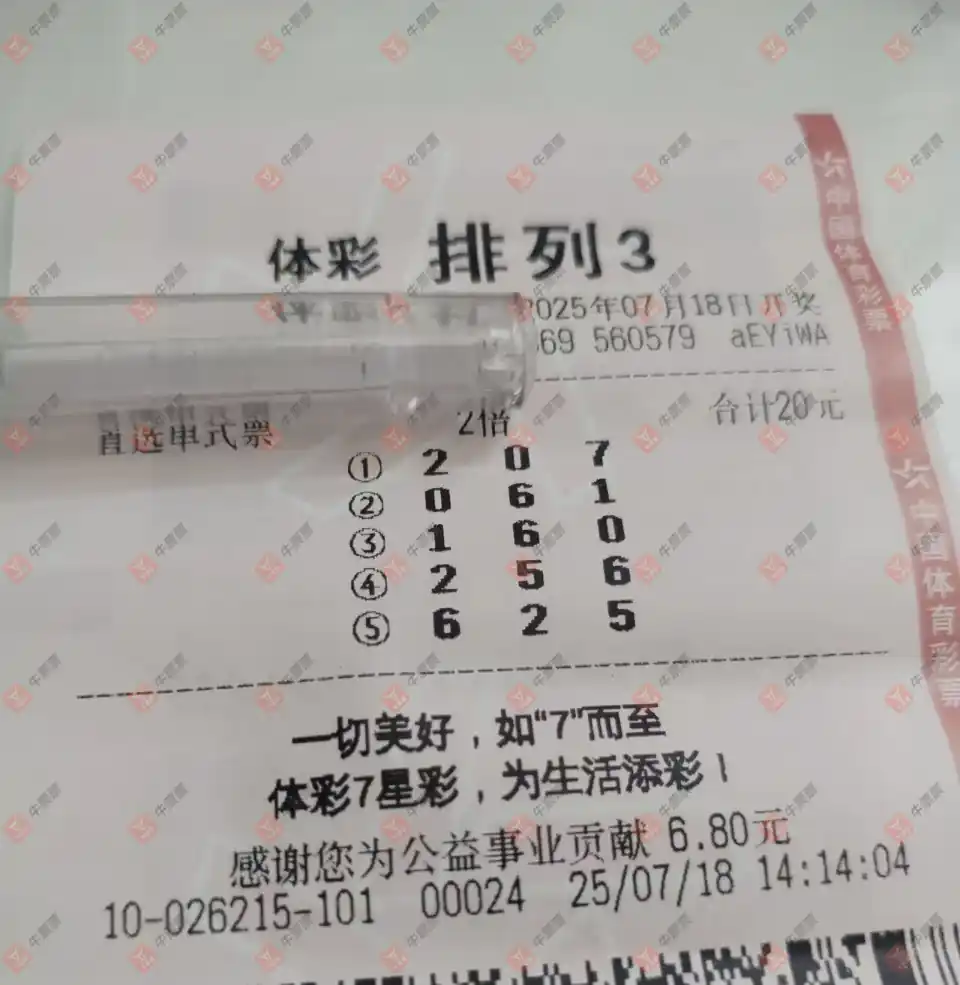 体彩 排列3
2025年07月18日开奖
69 560579 aEYiWA
直选单式票 2倍 合计20元
① 2 0 7
② 0 6 1
③ 1 6 0
④ 2 5 6
⑤ 6 2 5
一切美好，如“7”而至
体彩7星彩，为生活添彩！
感谢您为公益事业贡献 6.80元
10-026215-101 00024 25/07/18 14:14:04
中国体育彩票
中国体育彩票